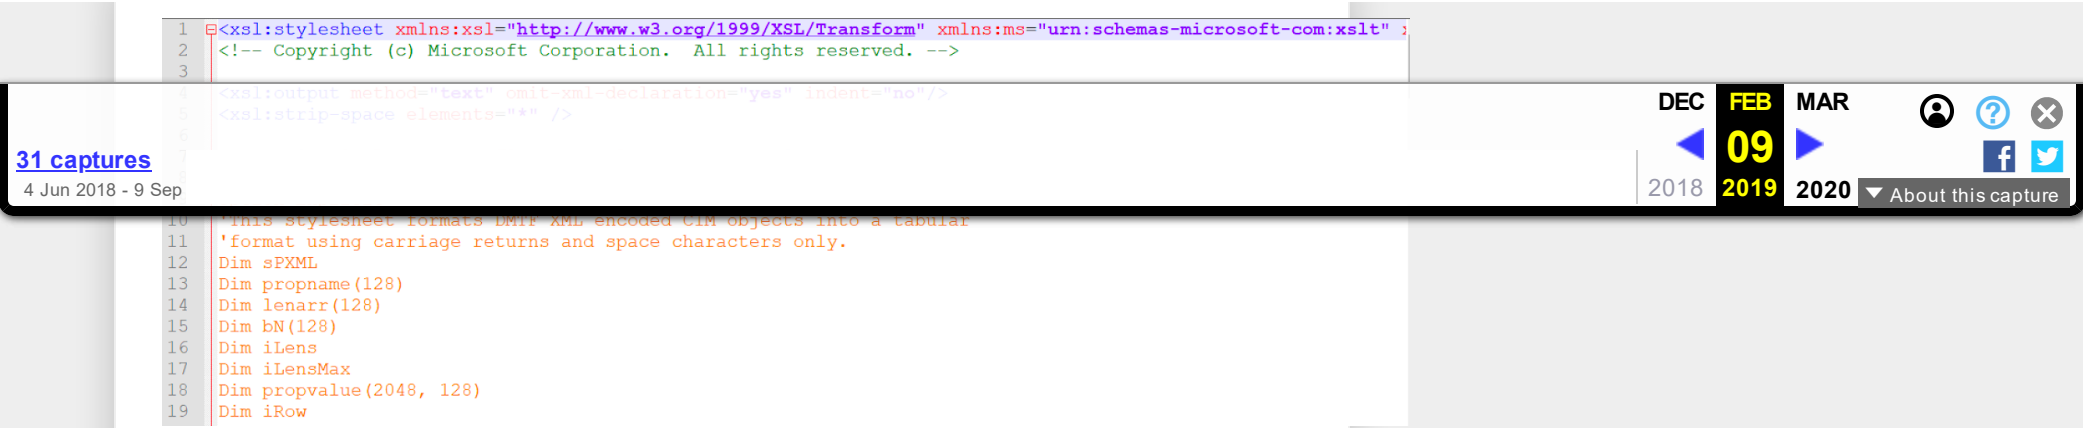 1 <xsl:stylesheet xmlns:xsl="http://www.w3.org/1999/XSL/Transform" xmlns:ms="urn:schemas-microsoft-com:xslt"
2 <!-- Copyright (c) Microsoft Corporation.  All rights reserved. -->
3
4 <xsl:output method="text" omit-xml-declaration="yes" indent="no"/>
5 <xsl:strip-space elements="*" />
6
7
31 captures
4 Jun 2018 - 9 Sep
DEC FEB MAR
09
2018 2019 2020
About this capture
10 'This stylesheet formats DMTF XML encoded CIM objects into a tabular
11 'format using carriage returns and space characters only.
12 Dim sPXML
13 Dim propname(128)
14 Dim lenarr(128)
15 Dim bN(128)
16 Dim iLens
17 Dim iLensMax
18 Dim propvalue(2048, 128)
19 Dim iRow